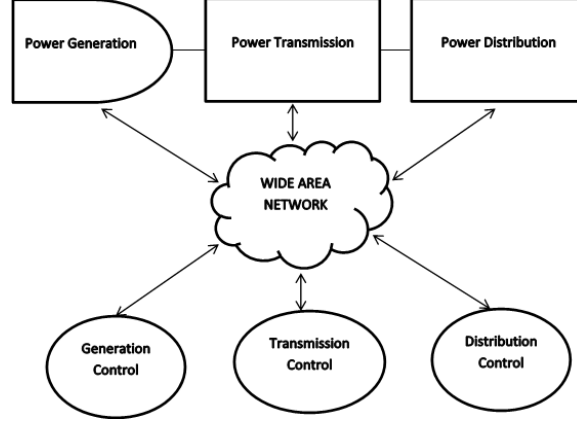 Power Generation
Power Transmission
Power Distribution
WIDE AREA
NETWORK
Generation
Control
Transmission
Control
Distribution
Control